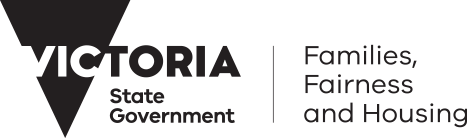 VICTORIA
State
Government
Families,
Fairness
and Housing